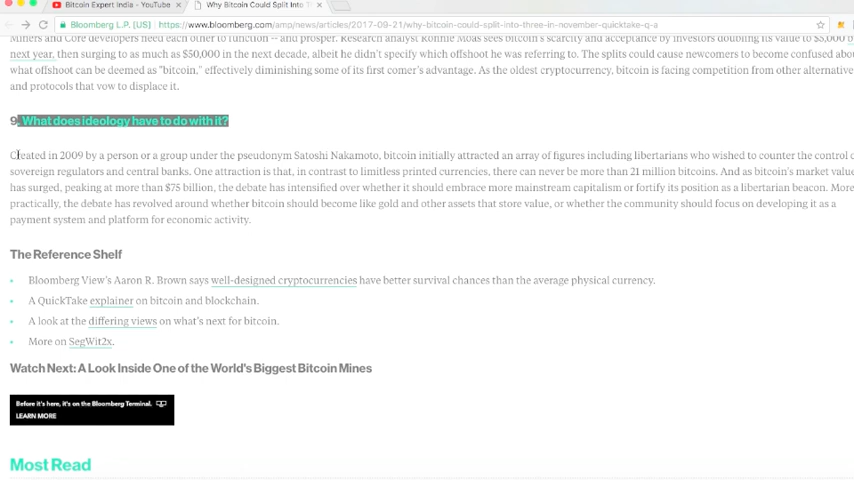 Bitcoin Expert India - YouTube
Why Bitcoin Could Split Into T
Bloomberg L.P. [US]
https://www.bloomberg.com/amp/news/articles/2017-09-21/why-bitcoin-could-split-into-three-in-november-quicktake-q-a
Miners and Core developers need each other to function -- and prosper. Research analyst Ronnie Moas sees bitcoin's scarcity and acceptance by investors doubling its value to $5,000 by
next year, then surging to as much as $50,000 in the next decade, albeit he didn't specify which offshoot he was referring to. The splits could cause newcomers to become confused abou
what offshoot can be deemed as "bitcoin," effectively diminishing some of its first comer's advantage. As the oldest cryptocurrency, bitcoin is facing competition from other alternative
and protocols that vow to displace it.
9. What does ideology have to do with it?
Created in 2009 by a person or a group under the pseudonym Satoshi Nakamoto, bitcoin initially attracted an array of figures including libertarians who wished to counter the control o
sovereign regulators and central banks. One attraction is that, in contrast to limitless printed currencies, there can never be more than 21 million bitcoins. And as bitcoin's market value
has surged, peaking at more than $75 billion, the debate has intensified over whether it should embrace more mainstream capitalism or fortify its position as a libertarian beacon. More
practically, the debate has revolved around whether bitcoin should become like gold and other assets that store value, or whether the community should focus on developing it as a
payment system and platform for economic activity.
The Reference Shelf
• Bloomberg View's Aaron R. Brown says well-designed cryptocurrencies have better survival chances than the average physical currency.
• A QuickTake explainer on bitcoin and blockchain.
• A look at the differing views on what's next for bitcoin.
• More on SegWit2x.
Watch Next: A Look Inside One of the World's Biggest Bitcoin Mines
Before it's here, it's on the Bloomberg Terminal.
LEARN MORE
Most Read